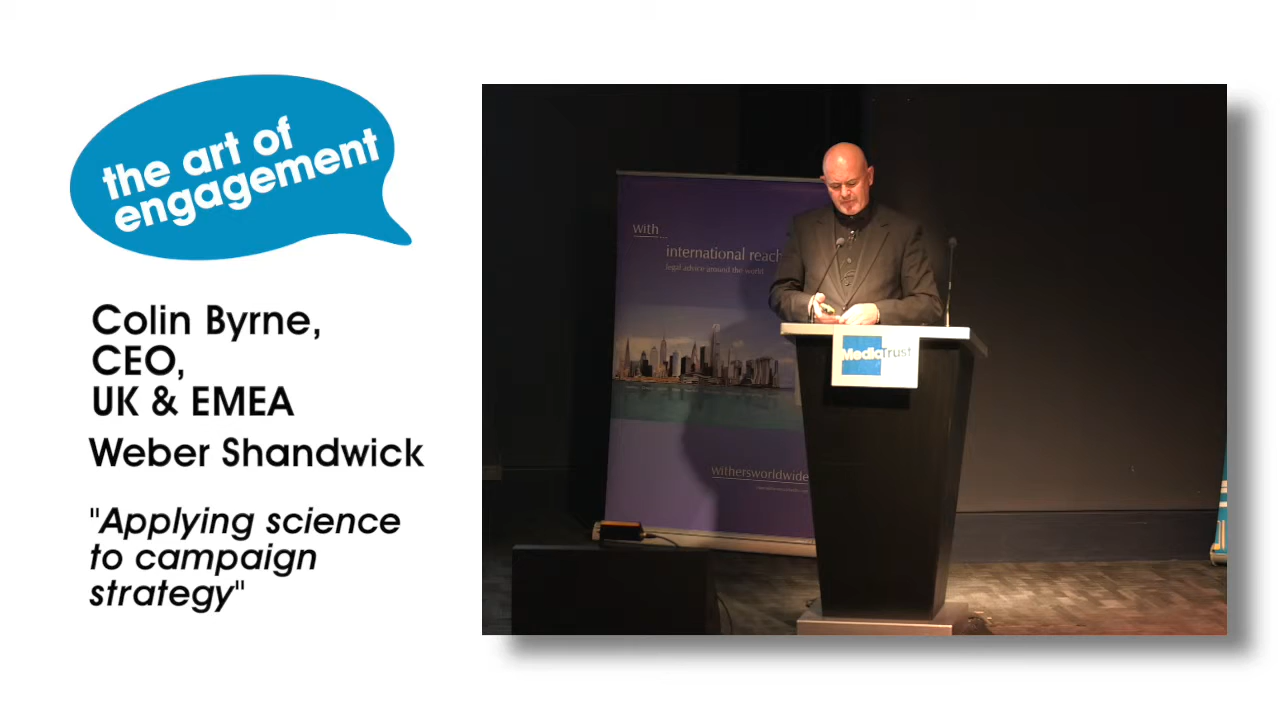 the art of
engagement
Colin Byrne,
CEO,
UK & EMEA
Weber Shandwick
"Applying science
to campaign
strategy"
with
international reach
legal advice around the world
MediaTrust
withersworldwide